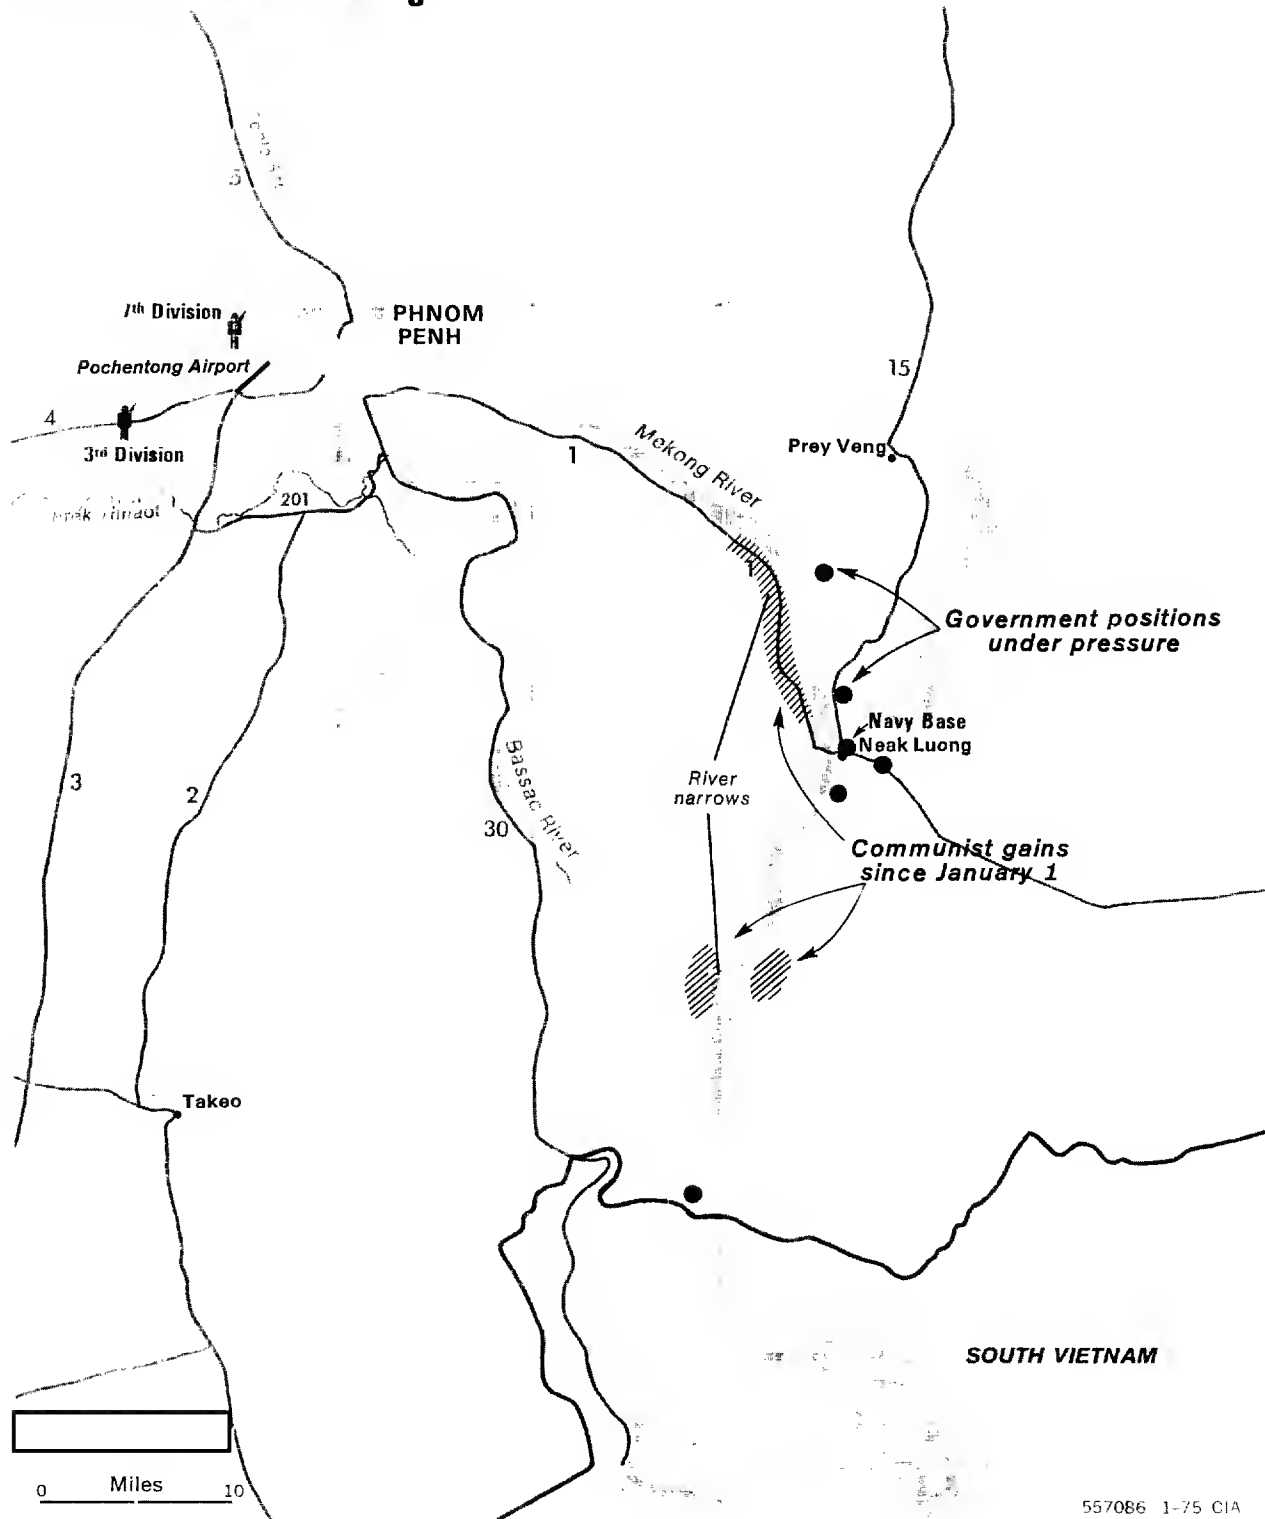 5
7th Division
PHNOM
PENH
Pochentong Airport
15
4
3rd Division
Mekong River
1
Prey Veng
201
1
Government positions
under pressure
Navy Base
Neak Luong
3
2
Bassac River
River
narrows
30
Communist gains
since January 1
Takeo
SOUTH VIETNAM
0 Miles 10
557086 1-75 CIA